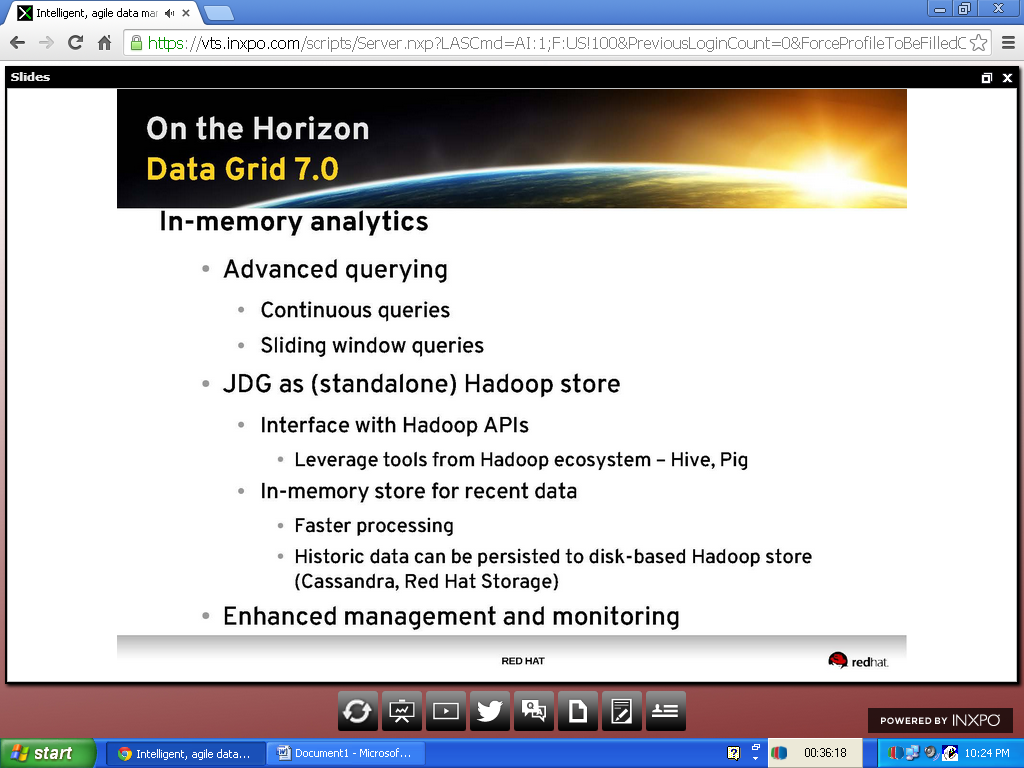 Intelligent, agile data mar
https://vts.inxpo.com/scripts/Server.nxp?LASCmd=AI:1;F:US!100&PreviousLoginCount=0&ForceProfileToBeFilledO
Slides
On the Horizon
Data Grid 7.0
In-memory analytics
• Advanced querying
• Continuous queries
• Sliding window queries
• JDG as (standalone) Hadoop store
• Interface with Hadoop APIs
• Leverage tools from Hadoop ecosystem – Hive, Pig
• In-memory store for recent data
• Faster processing
• Historic data can be persisted to disk-based Hadoop store
(Cassandra, Red Hat Storage)
• Enhanced management and monitoring
RED HAT
redhat.
POWERED BY INXPO
start
Intelligent, agile data...
Document1 - Microsof...
00:36:18
10:24 PM